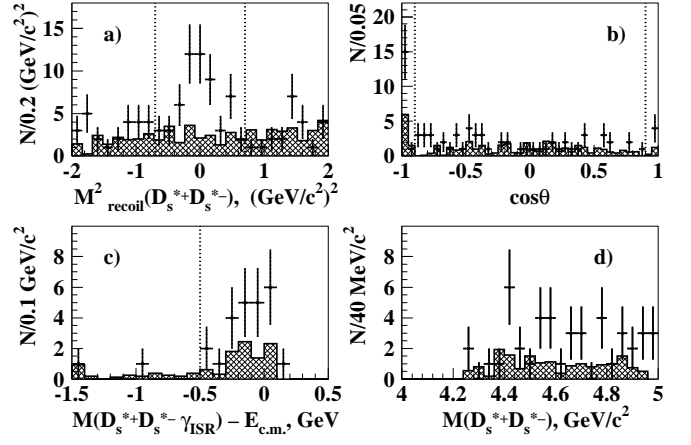 N/0.2 (GeV/c²)²
a)
15
10
5
0
-2 -1 0 1 2
M² recoil(Dₛ*⁺Dₛ*⁻), (GeV/c²)²
N/0.05
b)
20
15
10
5
0
-1 -0.5 0 0.5 1
cosθ
N/0.1 GeV/c²
c)
8
6
4
2
0
-1.5 -1 -0.5 0 0.5
M(Dₛ*⁺Dₛ*⁻ γISR) – Ec.m., GeV
N/40 MeV/c²
d)
8
6
4
2
0
4 4.2 4.4 4.6 4.8 5
M(Dₛ*⁺Dₛ*⁻), GeV/c²